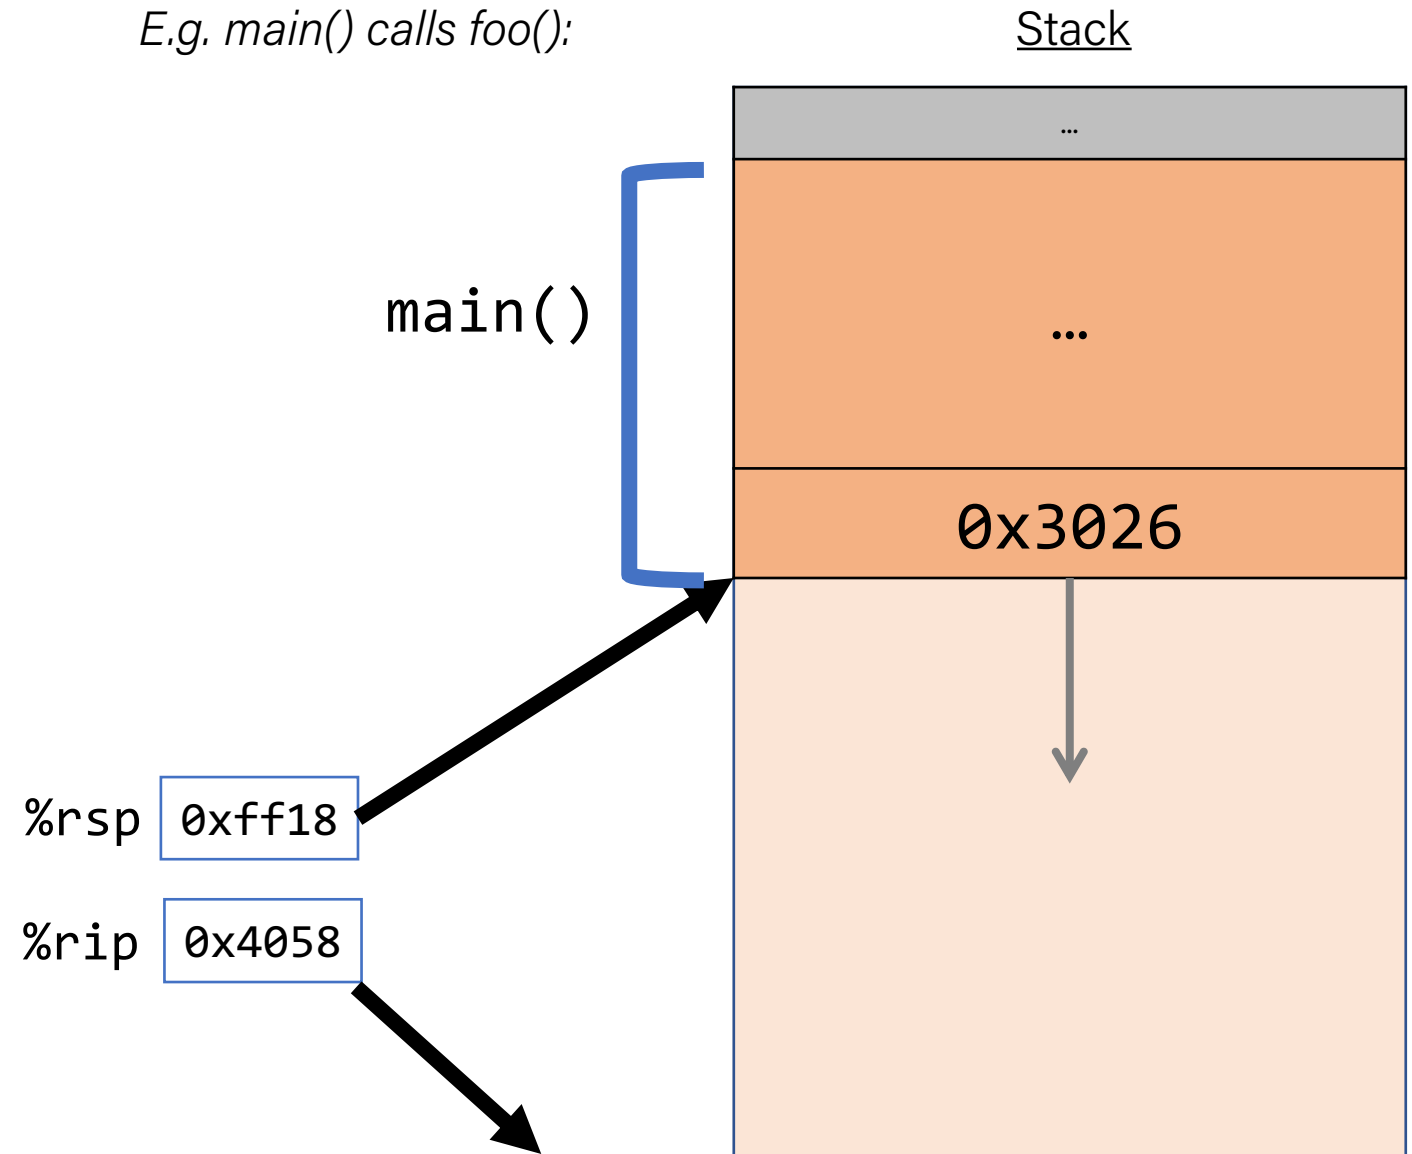 E.g. main() calls foo():
Stack
…
main()
…
0x3026
%rsp 0xff18
%rip 0x4058